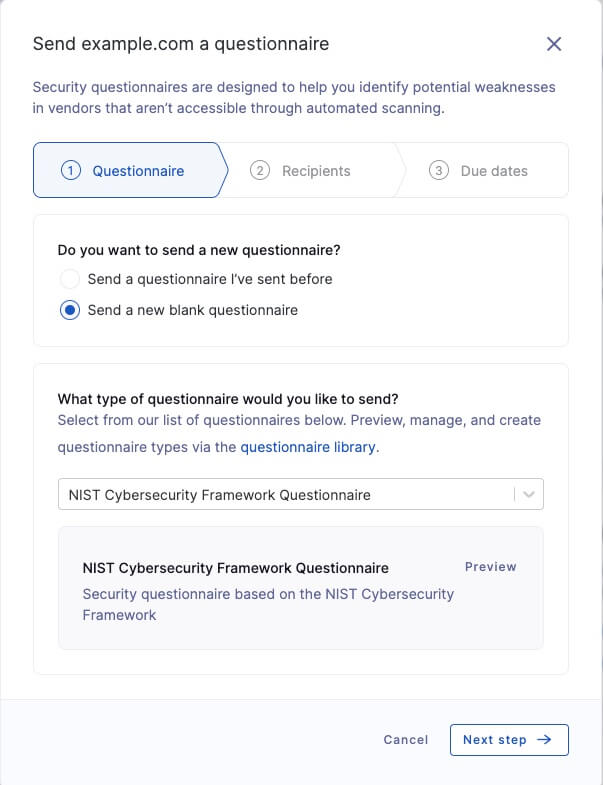 Send example.com a questionnaire
Security questionnaires are designed to help you identify potential weaknesses
in vendors that aren’t accessible through automated scanning.
1 Questionnaire
2 Recipients
3 Due dates
Do you want to send a new questionnaire?
Send a questionnaire I’ve sent before
Send a new blank questionnaire
What type of questionnaire would you like to send?
Select from our list of questionnaires below. Preview, manage, and create
questionnaire types via the questionnaire library.
NIST Cybersecurity Framework Questionnaire
NIST Cybersecurity Framework Questionnaire
Preview
Security questionnaire based on the NIST Cybersecurity
Framework
Cancel
Next step